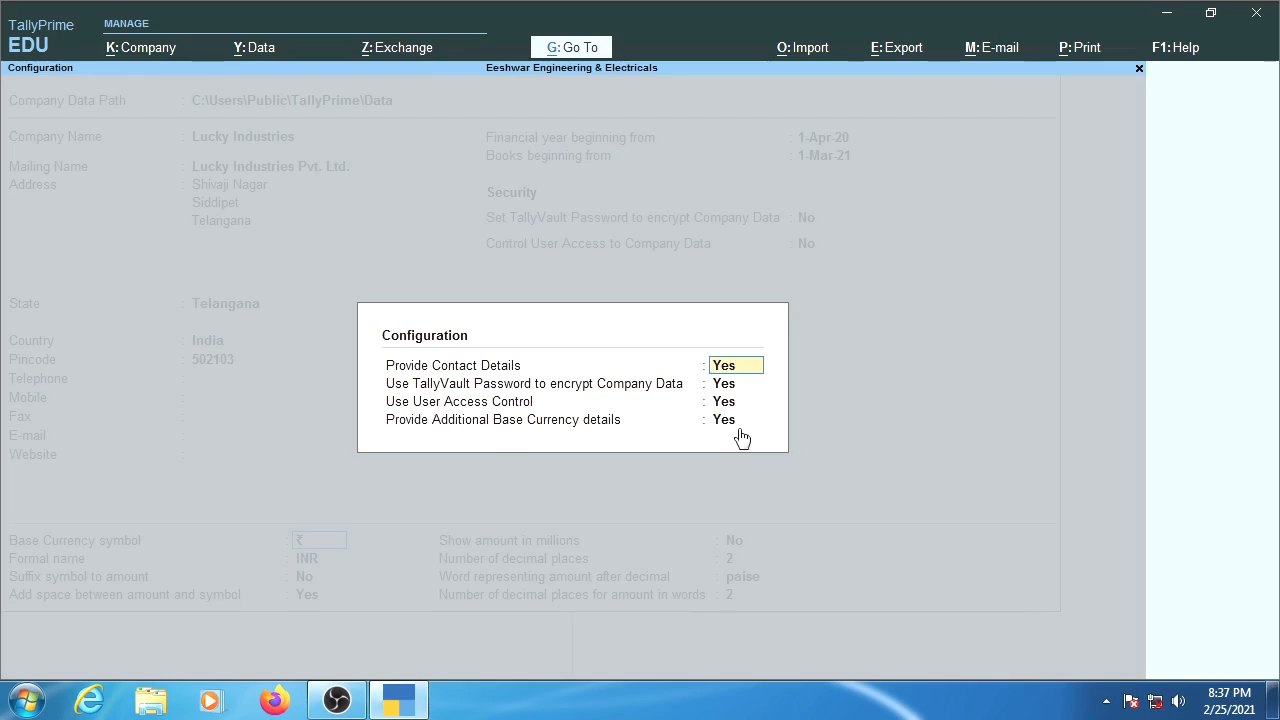 TallyPrime
EDU
MANAGE
K: Company
Y: Data
Z: Exchange
G: Go To
O: Import
E: Export
M: E-mail
P: Print
F1: Help
Configuration
Eeshwar Engineering & Electricals
x
Company Data Path : C:\Users\Public\TallyPrime\Data
Company Name : Lucky Industries
Mailing Name : Lucky Industries Pvt. Ltd.
Address : Shivaji Nagar
Siddipet
Telangana
State : Telangana
Country : India
Pincode : 502103
Telephone :
Mobile :
Fax :
E-mail :
Website :
Financial year beginning from : 1-Apr-20
Books beginning from : 1-Mar-21
Security
Set TallyVault Password to encrypt Company Data : No
Control User Access to Company Data : No
Configuration
Provide Contact Details : Yes
Use TallyVault Password to encrypt Company Data : Yes
Use User Access Control : Yes
Provide Additional Base Currency details : Yes
Base Currency symbol : ₹
Formal name : INR
Suffix symbol to amount : No
Add space between amount and symbol : Yes
Show amount in millions : No
Number of decimal places : 2
Word representing amount after decimal : paise
Number of decimal places for amount in words : 2
8:37 PM
2/25/2021